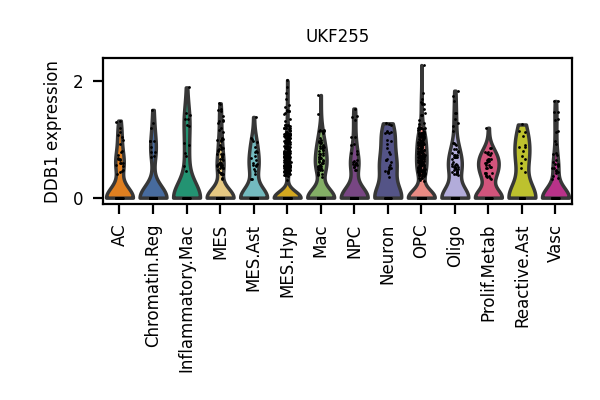 UKF255
DDB1 expression
2
0
AC
Chromatin.Reg
Inflammatory.Mac
MES
MES.Ast
MES.Hyp
Mac
NPC
Neuron
OPC
Oligo
Prolif.Metab
Reactive.Ast
Vasc